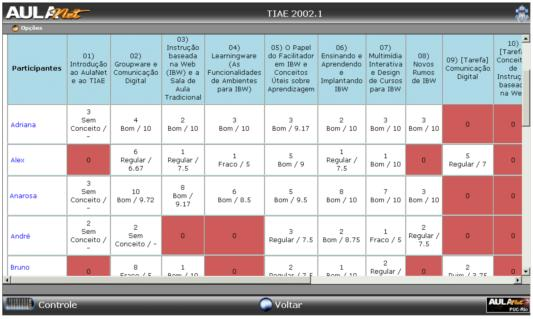 AULANet
TIAE 2002.1
Opções
Participantes
01)
Introdução
ao AulaNet
e ao TIAE
02)
Groupware e
Comunicação
Digital
03)
Instrução
baseada
na Web
(IBW) e a
Sala de
Aula
Tradicional
04)
Learningware
(As
Funcionalidades
de Ambientes
para IBW)
05) O Papel
do Facilitador
em IBW e
Conceitos
Úteis sobre
Aprendizagem
06)
Ensinando e
Aprendendo
e
Implantando
IBW
07)
Multimídia
Interativa
e Design
de Cursos
para IBW
08)
Novos
Rumos
de IBW
09) [Tarefa]
Comunicação
Digital
10)
[Tarefa]
Conceit
de
Instruç
baseac
na We
Adriana
3
Sem
Conceito /
-
4
Bom / 10
2
Bom / 10
3
Bom / 10
3
Bom / 9.17
2
Bom / 10
3
Bom / 10
3
Bom / 10
0
0
Alex
0
6
Regular /
6.67
1
Regular /
7.5
1
Fraco / 5
5
Bom / 9
1
Regular /
7.5
1
Bom / 10
0
5
Regular / 7
0
Anarosa
3
Sem
Conceito /
-
10
Bom / 9.72
8
Bom /
9.17
6
Bom / 8.5
5
Bom / 9.5
8
Bom / 10
7
Bom / 10
3
Bom / 10
0
0
André
2
Sem
Conceito /
-
2
Sem
Conceito / -
0
0
3
Regular / 7.5
2
Bom / 8.75
1
Fraco / 5
2
Regular /
7.5
0
0
Bruno
0
8
Fraco / 5
1
Bom / 10
0
2
Regular / 7.5
1
Bom / 10
2
Regular /
0
2
Ruim / 3.75
0
Controle
Voltar
AULANet
PUC-Rio